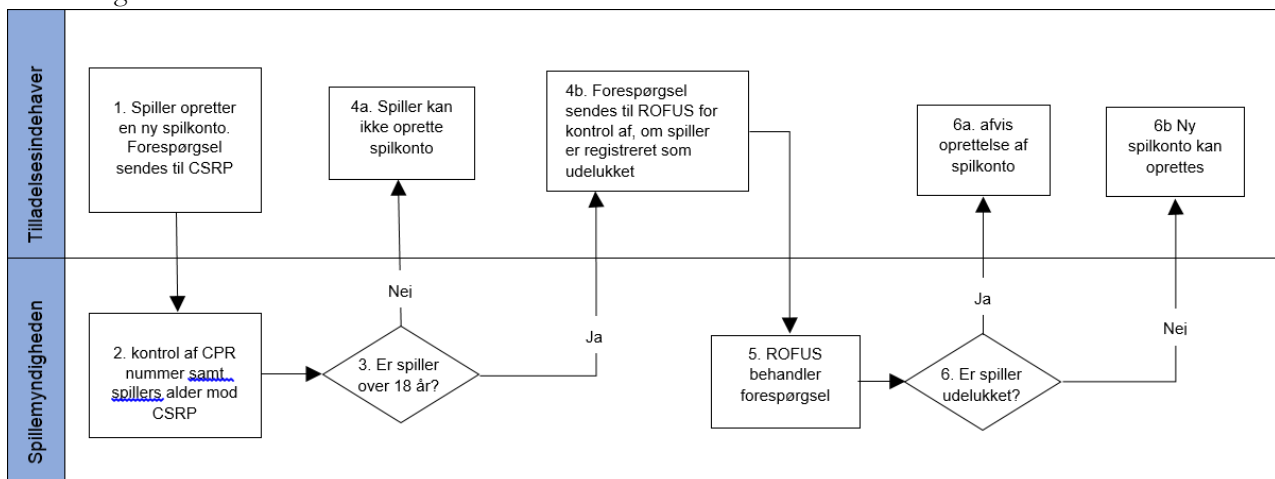 Tilladelsesindehaver
1. Spiller opretter
en ny spilkonto.
Forespørgsel
sendes til CSRP
4a. Spiller kan
ikke oprette
spilkonto
4b. Forespørgsel
sendes til ROFUS for
kontrol af, om spiller
er registreret som
udelukket
6a. afvis
oprettelse af
spilkonto
6b Ny
spilkonto kan
oprettes
Spillemyndigheden
2. kontrol af CPR
nummer samt
spillers alder mod
CSRP
Nej
3. Er spiller
over 18 år?
Ja
5. ROFUS
behandler
forespørgsel
Ja
6. Er spiller
udelukket?
Nej